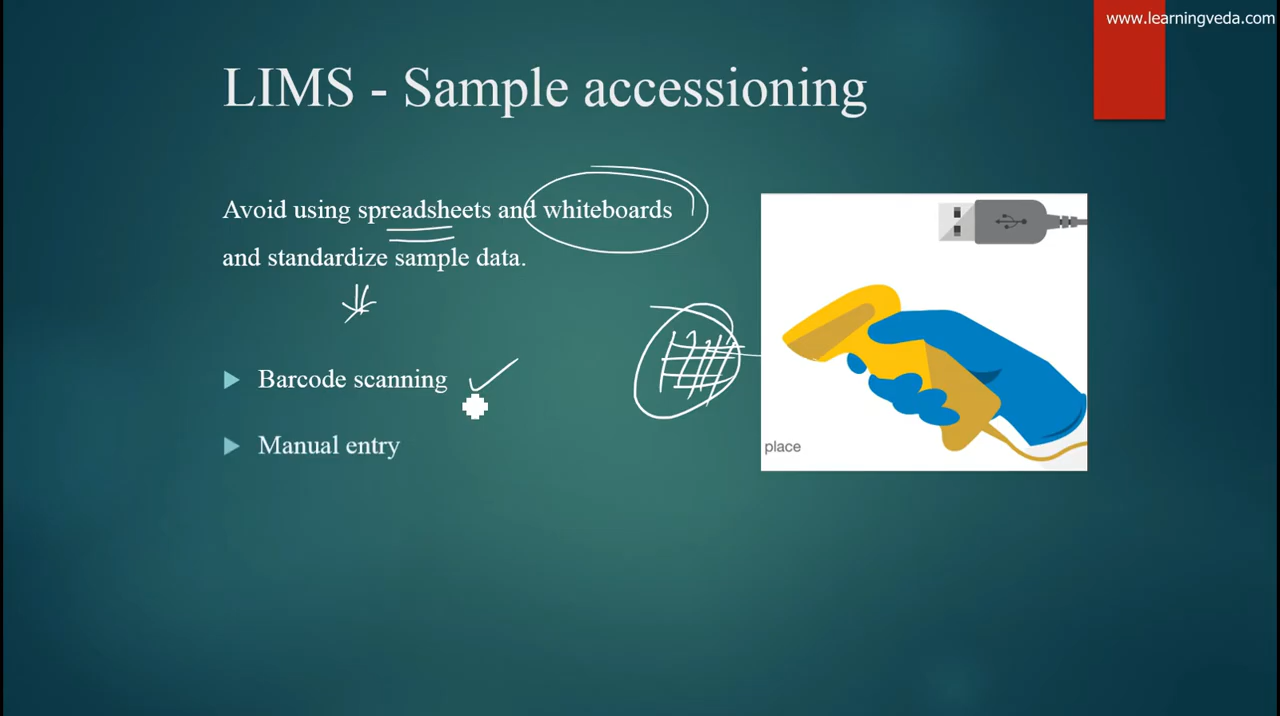 www.learningveda.com
LIMS - Sample accessioning
Avoid using spreadsheets and whiteboards
and standardize sample data.
Barcode scanning
Manual entry
place